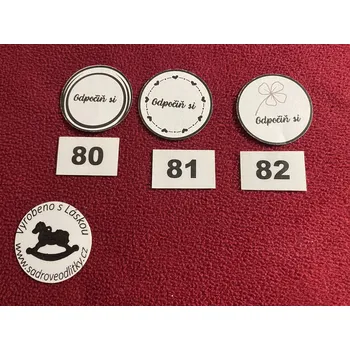 Odpočiň si
Odpočiň si
Odpočiň si
80
81
82
Vyrobeno s Láskou
www.sadroveodlitky.cz